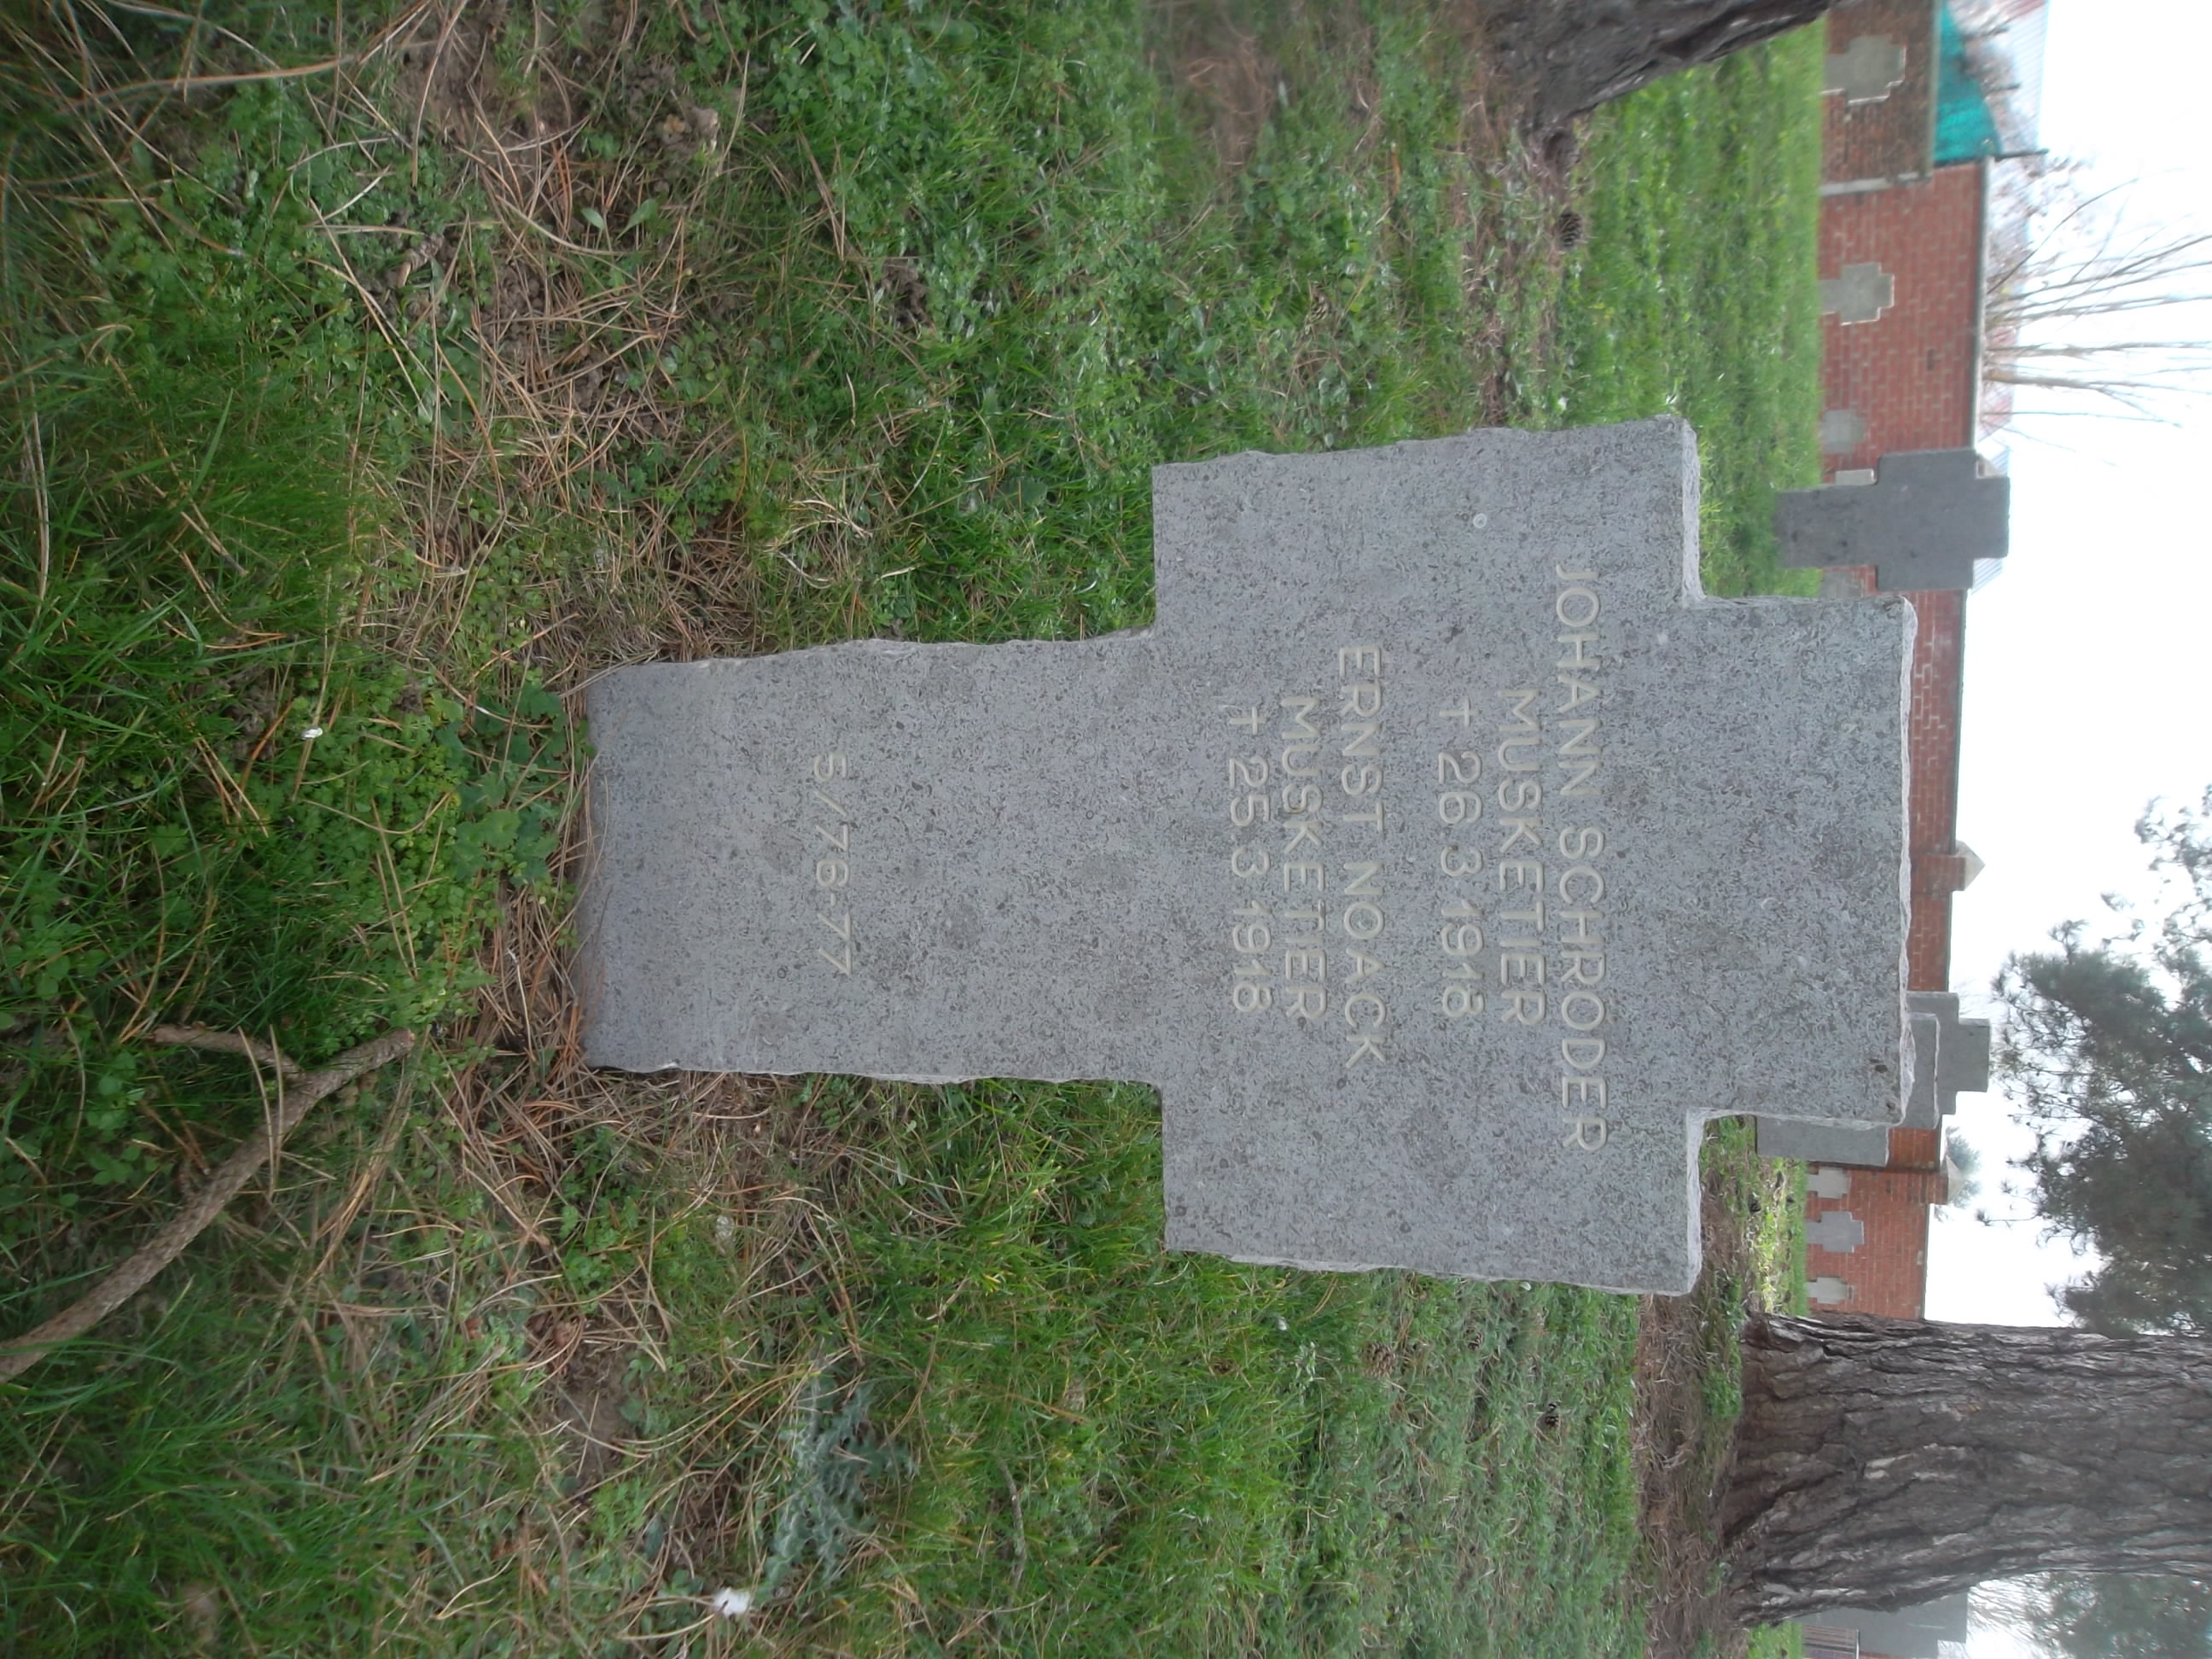 JOHANN SCHRÖDER
MUSKETIER
† 26 3 1918
ERNST NOACK
MUSKETIER
† 25 3 1918
5/76-77